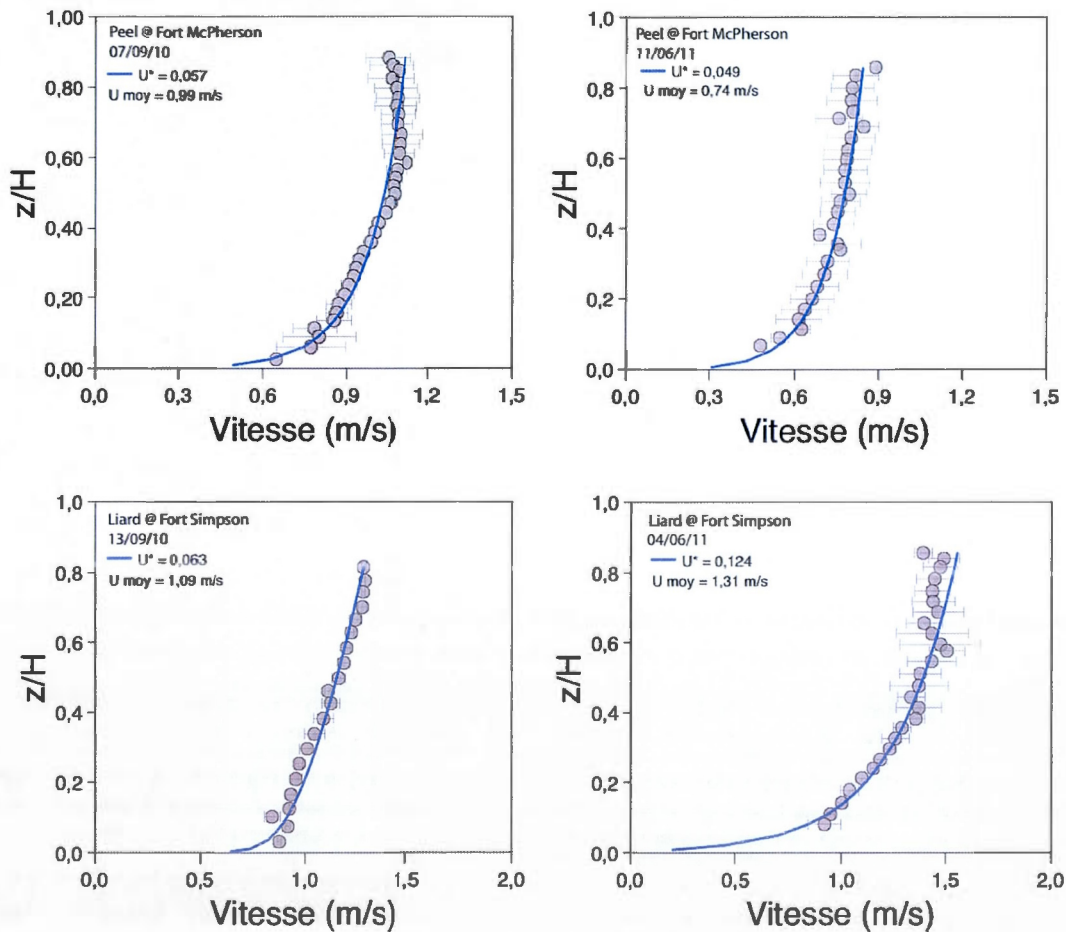 1,00
0,80
0,60
0,40
0,20
0,00
z/H
Peel @ Fort McPherson
07/09/10
U* = 0,057
U moy = 0,99 m/s
0,0 0,3 0,6 0,9 1,2 1,5
Vitesse (m/s)
1,0
0,8
0,6
0,4
0,2
0,0
z/H
Peel @ Fort McPherson
11/06/11
U* = 0,049
U moy = 0,74 m/s
0,0 0,3 0,6 0,9 1,2 1,5
Vitesse (m/s)
1,0
0,8
0,6
0,4
0,2
0,0
z/H
Liard @ Fort Simpson
13/09/10
U* = 0,063
U moy = 1,09 m/s
0,0 0,5 1,0 1,5 2,0
Vitesse (m/s)
1,0
0,8
0,6
0,4
0,2
0,0
z/H
Liard @ Fort Simpson
04/06/11
U* = 0,124
U moy = 1,31 m/s
0,0 0,5 1,0 1,5 2,0
Vitesse (m/s)